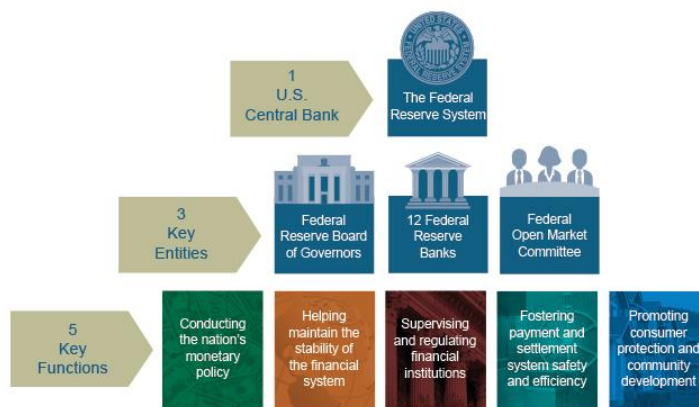 1
U.S.
Central Bank
The Federal
Reserve System
3
Key
Entities
Federal
Reserve Board
of Governors
12 Federal
Reserve
Banks
Federal
Open Market
Committee
5
Key
Functions
Conducting
the nation's
monetary
policy
Helping
maintain the
stability of
the financial
system
Supervising
and regulating
financial
institutions
Fostering
payment and
settlement
system safety
and efficiency
Promoting
consumer
protection and
community
development